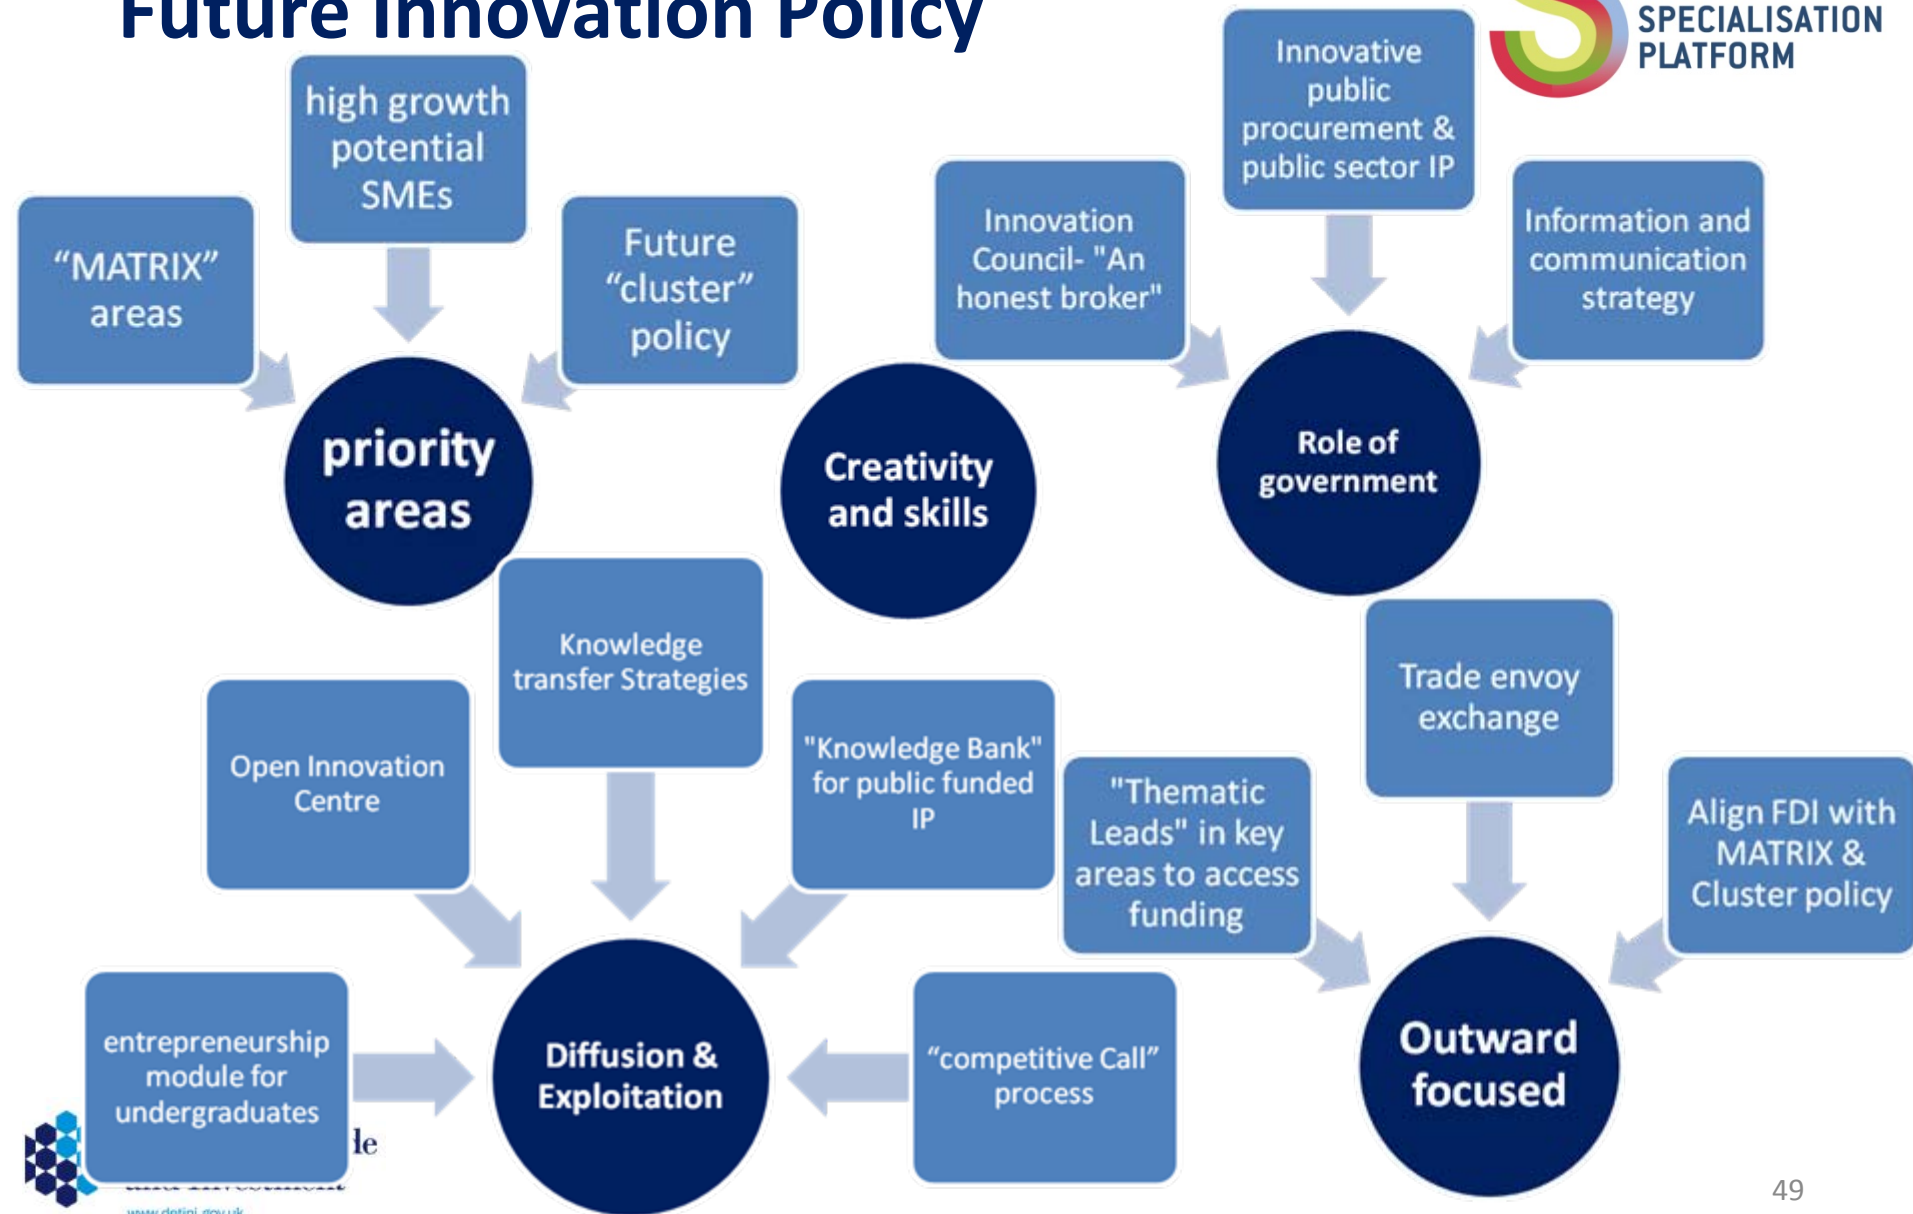 Future Innovation Policy
SPECIALISATION
PLATFORM
high growth
potential
SMEs
"MATRIX"
areas
Future
"cluster"
policy
priority
areas
Creativity
and skills
Innovative
public
procurement &
public sector IP
Innovation
Council- "An
honest broker"
Information and
communication
strategy
Role of
government
Knowledge
transfer Strategies
Open Innovation
Centre
"Knowledge Bank"
for public funded
IP
entrepreneurship
module for
undergraduates
"competitive Call"
process
Diffusion &
Exploitation
Trade envoy
exchange
"Thematic
Leads" in key
areas to access
funding
Align FDI with
MATRIX &
Cluster policy
Outward
focused
49